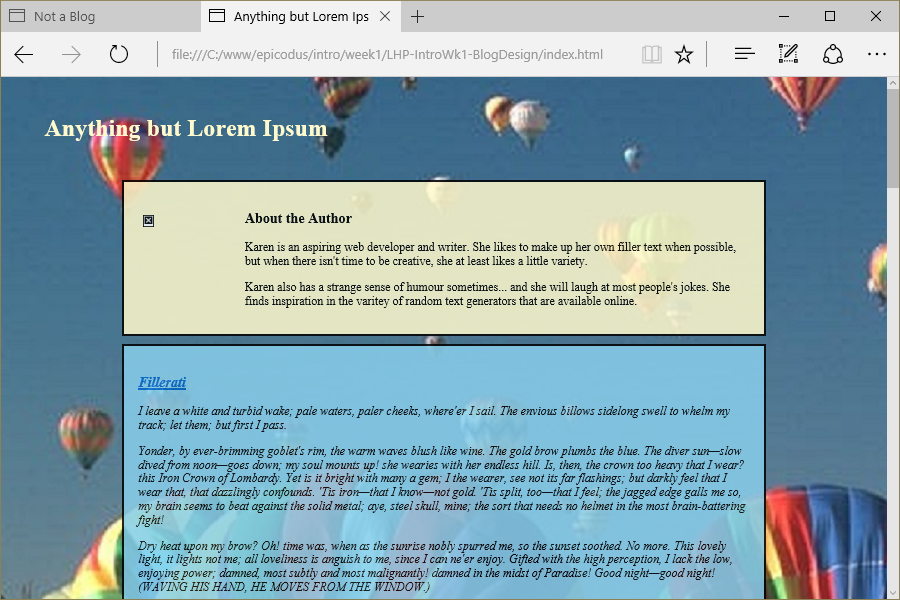 Not a Blog
Anything but Lorem Ips
file:///C:/www/epicodus/intro/week1/LHP-IntroWk1-BlogDesign/index.html
Anything but Lorem Ipsum
About the Author
Karen is an aspiring web developer and writer. She likes to make up her own filler text when possible,
but when there isn't time to be creative, she at least likes a little variety.
Karen also has a strange sense of humour sometimes... and she will laugh at most people's jokes. She
finds inspiration in the varitey of random text generators that are available online.
Fillerati
I leave a white and turbid wake; pale waters, paler cheeks, where'er I sail. The envious billows sidelong swell to whelm my
track; let them; but first I pass.
Yonder, by ever-brimming goblet's rim, the warm waves blush like wine. The gold brow plumbs the blue. The diver sun—slow
dived from noon—goes down; my soul mounts up! she wearies with her endless hill. Is, then, the crown too heavy that I wear?
this Iron Crown of Lombardy. Yet is it bright with many a gem; I the wearer, see not its far flashings; but darkly feel that I
wear that, that dazzlingly confounds. 'Tis iron—that I know—not gold. 'Tis split, too—that I feel; the jagged edge galls me so,
my brain seems to beat against the solid metal; aye, steel skull, mine; the sort that needs no helmet in the most brain-battering
fight!
Dry heat upon my brow? Oh! time was, when as the sunrise nobly spurred me, so the sunset soothed. No more. This lovely
light, it lights not me; all loveliness is anguish to me, since I can ne'er enjoy. Gifted with the high perception, I lack the low,
enjoying power; damned, most subtly and most malignantly! damned in the midst of Paradise! Good night—good night!
(WAVING HIS HAND, HE MOVES FROM THE WINDOW.)